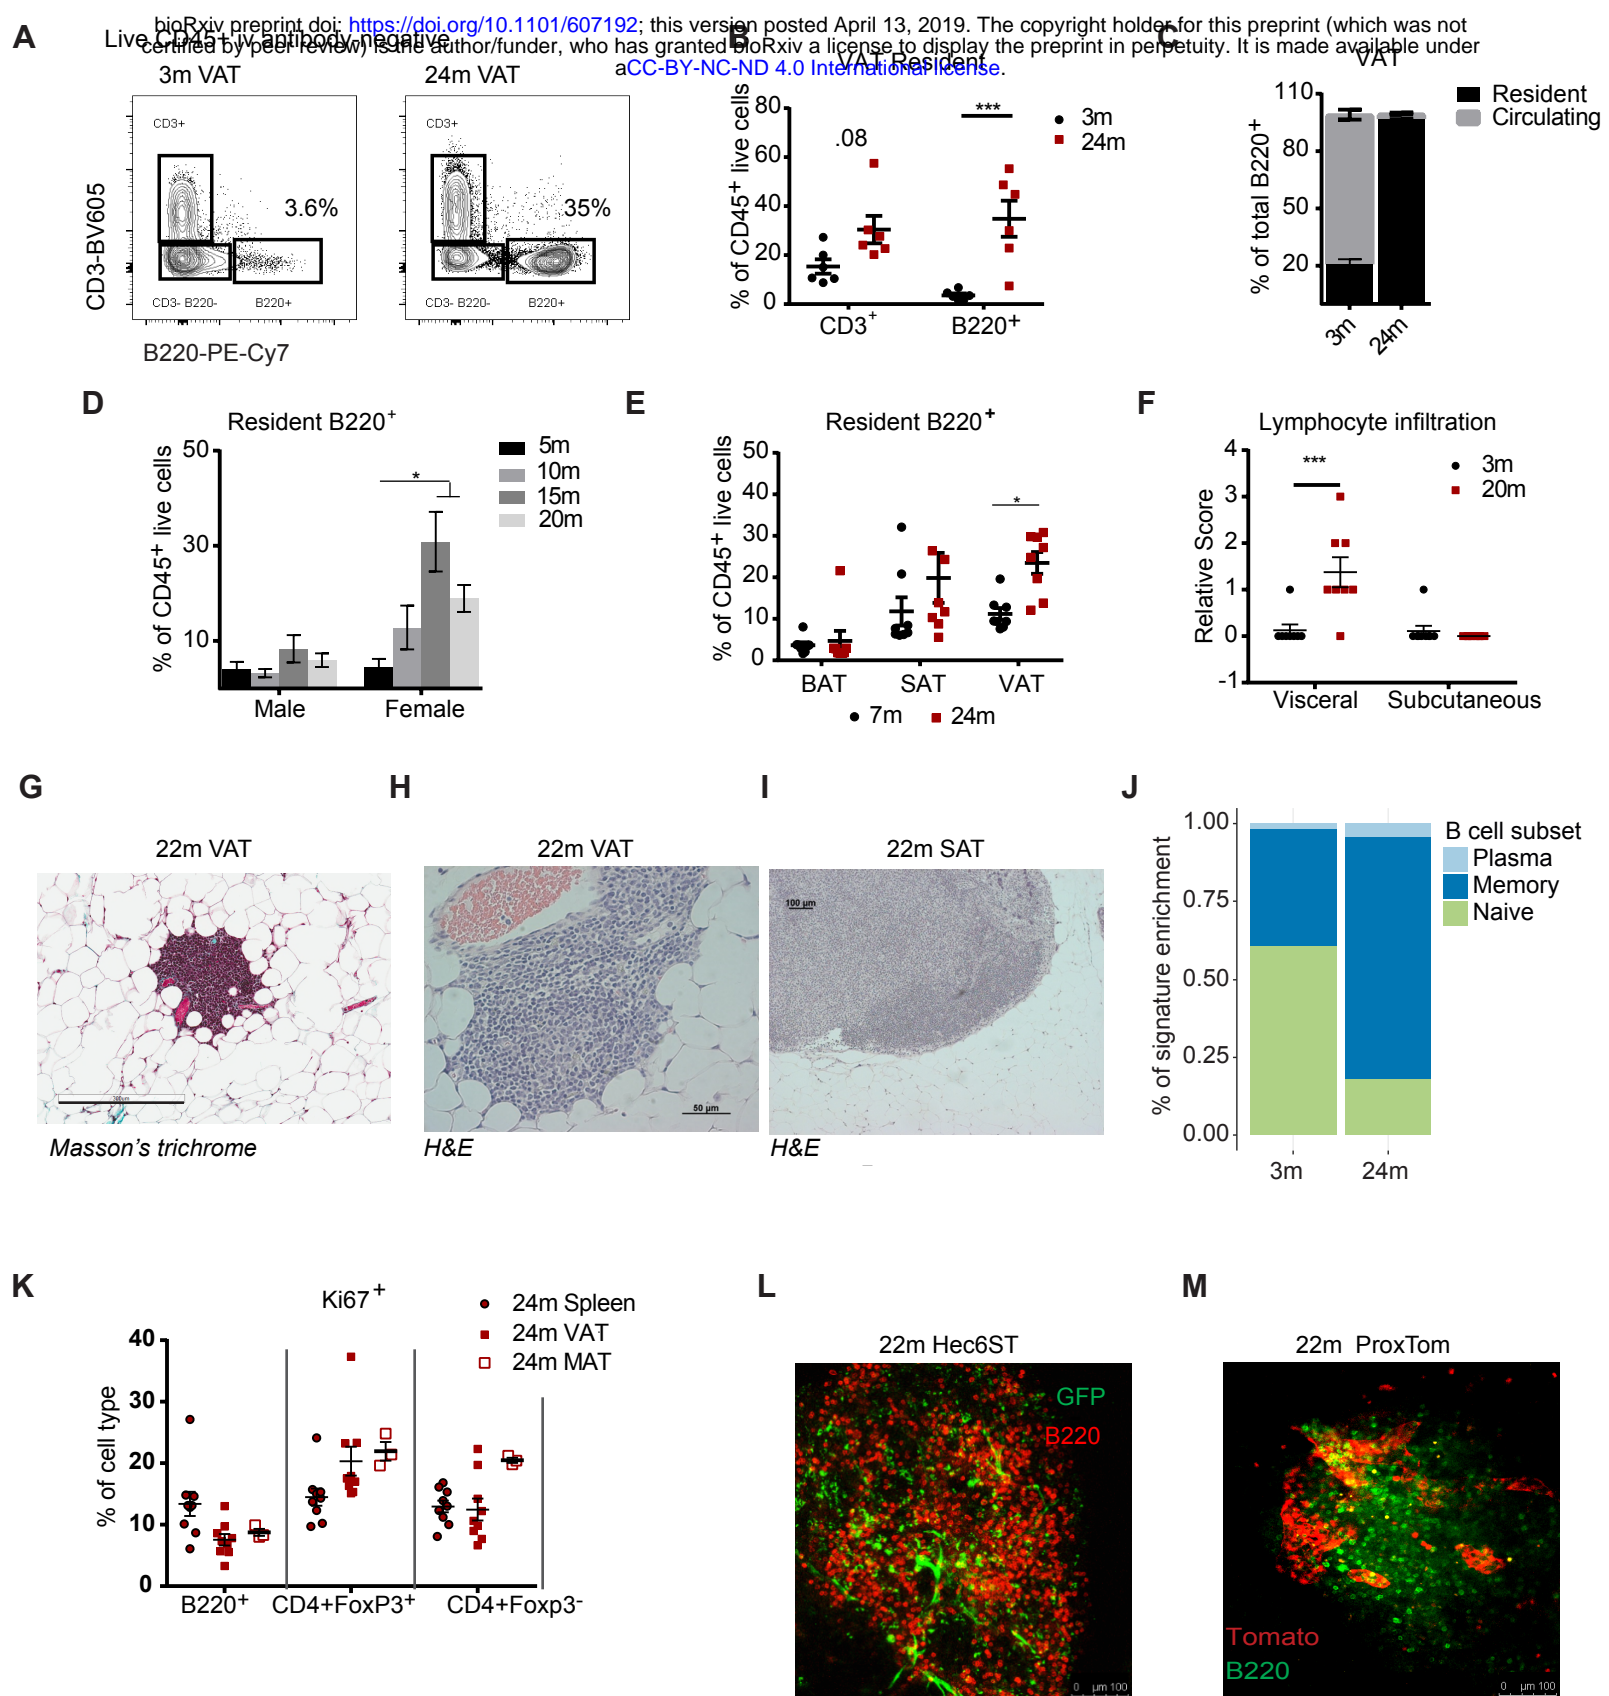 bioRxiv preprint doi: https://doi.org/10.1101/607192; this version posted April 13, 2019. The copyright holder for this preprint (which was not
certified by peer review) is the author/funder, who has granted bioRxiv a license to display the preprint in perpetuity. It is made available under
aCC-BY-NC-ND 4.0 International license.
A
Live CD45+ iv antibody-negative
3m VAT
24m VAT
CD3+
CD3+
3.6%
35%
CD3- B220-
B220+
CD3- B220-
B220+
CD3-BV605
B220-PE-Cy7
B
VAT Resident
% of CD45+ live cells
80
60
40
20
0
.08
***
3m
24m
CD3+
B220+
C
VAT
% of total B220+
110
80
50
20
Resident
Circulating
3m
24m
D
Resident B220+
% of CD45+ live cells
50
30
10
*
5m
10m
15m
20m
Male
Female
E
Resident B220+
% of CD45+ live cells
50
40
30
20
10
0
*
BAT
SAT
VAT
7m
24m
F
Lymphocyte infiltration
Relative Score
4
3
2
1
0
-1
***
3m
20m
Visceral
Subcutaneous
G
22m VAT
300µm
Masson's trichrome
H
22m VAT
50 µm
H&E
I
22m SAT
100 µm
H&E
J
% of signature enrichment
1.00
0.75
0.50
0.25
0.00
3m
24m
B cell subset
Plasma
Memory
Naive
K
Ki67+
% of cell type
40
30
20
10
0
24m Spleen
24m VAT
24m MAT
B220+
CD4+FoxP3+
CD4+Foxp3-
L
22m Hec6ST
GFP
B220
0 µm 100
M
22m ProxTom
Tomato
B220
0 µm 100